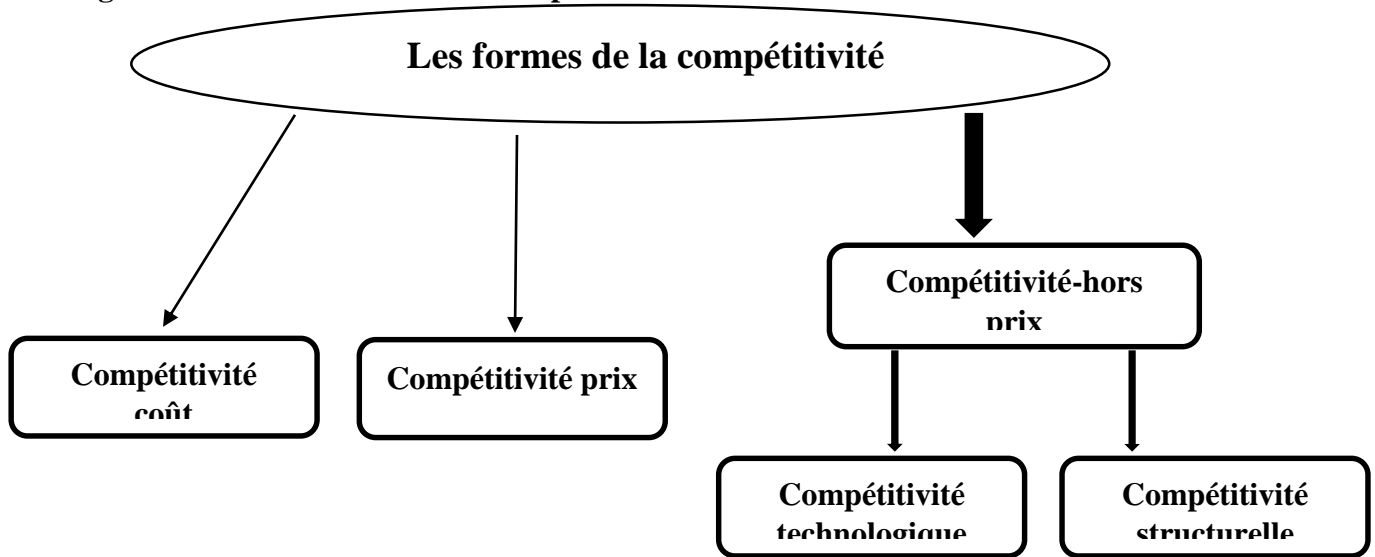 Les formes de la compétitivité
Compétitivité-hors
prix
Compétitivité
coût
Compétitivité prix
Compétitivité
technologique
Compétitivité
structurelle